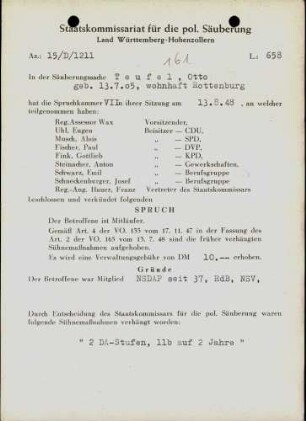 Staatskommissariat für die pol. Säuberung
Land Württemberg-Hohenzollern
Az.: 15/D/1211
161
L.: 658
In der Säuberungssache Teufel, Otto
geb. 13.7.05, wohnhaft Rottenburg
hat die Spruchkammer VII in ihrer Sitzung am 13.8.48, an welcher
teilgenommen haben:
Reg. Assessor Wax Vorsitzender,
Uhl, Eugen Beisitzer — CDU,
Musch, Alois „ — SPD,
Fischer, Paul „ — DVP,
Fink, Gottlieb „ — KPD,
Steimacher, Anton „ — Gewerkschaften,
Schwarz, Emil „ — Berufsgruppe
Schneckenberger, Josef „ — Berufsgruppe
Reg.-Ang. Hauer, Franz Vertreter des Staatskommissars
beschlossen und verkündet folgenden
SPRUCH
Der Betroffene ist Mitläufer.
Gemäß Art. 4 der VO. 133 vom 17. 11. 47 in der Fassung des
Art. 2 der VO. 165 vom 13. 7. 48 sind die früher verhängten
Sühnemaßnahmen aufgehoben.
Es wird eine Verwaltungsgebühr von DM 10.-- erhoben.
Gründe
Der Betroffene war Mitglied NSDAP seit 37, RdB, NSV,
Durch Entscheidung des Staatskommissars für die pol. Säuberung waren
folgende Sühnemaßnahmen verhängt worden:
" 2 DA-Stufen, 11b auf 2 Jahre "